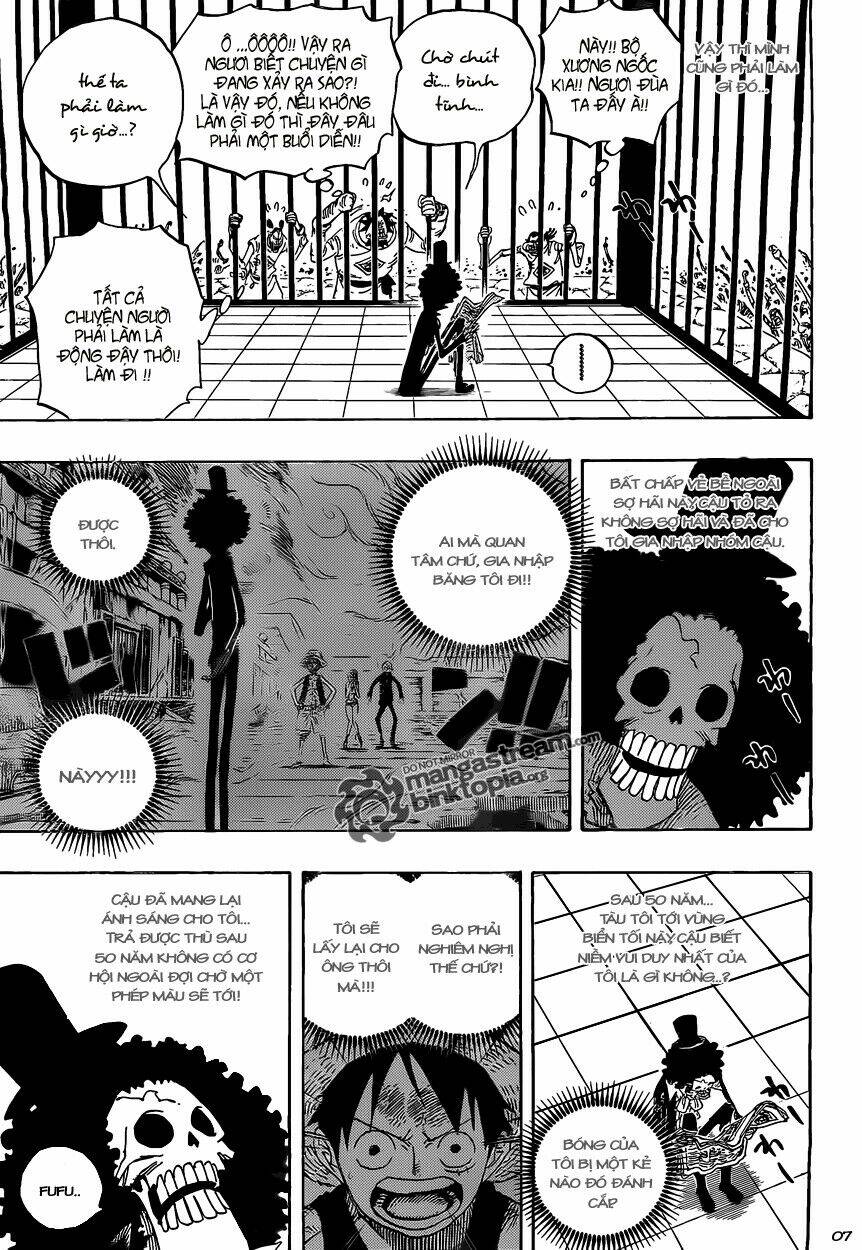 VẬY THÌ MÌNH
CŨNG PHẢI LÀM
GÌ ĐÓ...
NÀY!! BỘ
XƯƠNG NGỐC
KIA!! NGƯƠI ĐÙA
TA ĐẤY À!!
Chờ chút
đi... bình
tĩnh...
Ô ...ÔÔÔÔ!! VẬY RA
NGƯƠI BIẾT CHUYỆN GÌ
ĐANG XẢY RA SAO?!
LÀ VẬY ĐÓ, NẾU KHÔNG
LÀM GÌ ĐÓ THÌ ĐÂY ĐÂU
PHẢI MỘT BUỔI DIỄN!!
thế ta
phải làm
gì giờ...?
TẤT CẢ
CHUYỆN NGƯỜI
PHẢI LÀM LÀ
ĐỘNG ĐẬY THÔI!
LÀM ĐI !!
BẤT CHẤP VẺ BỀ NGOÀI
SỢ HÃI NÀY CẬU TỎ RA
KHÔNG SỢ HÃI VÀ ĐÃ CHO
TÔI GIA NHẬP NHÓM CẬU.
AI MÀ QUAN
TÂM CHỨ, GIA NHẬP
BĂNG TÔI ĐI!!
ĐƯỢC
THÔI.
NÀYYY!!!
DO NOT MIRROR
mangastream.com
binktopia.org
SAU 50 NĂM...
TÀU TÔI TỚI VÙNG
BIỂN TỐI NÀY CẬU BIẾT
NIỀM VUI DUY NHẤT CỦA
TÔI LÀ GÌ KHÔNG..?
BÓNG CỦA
TÔI BỊ MỘT KẺ
NÀO ĐÓ ĐÁNH
CẮP.
SAO PHẢI
NGHIÊM NGHỊ
THẾ CHỨ?!
TÔI SẼ
LẤY LẠI CHO
ÔNG THÔI
MÀ!!!
CẬU ĐÃ MANG LẠI
ÁNH SÁNG CHO TÔI...
TRẢ ĐƯỢC THÙ SAU
50 NĂM KHÔNG CÓ CƠ
HỘI NGOÀI ĐỢI CHỜ MỘT
PHÉP MÀU SẼ TỚI!
FUFU..
07